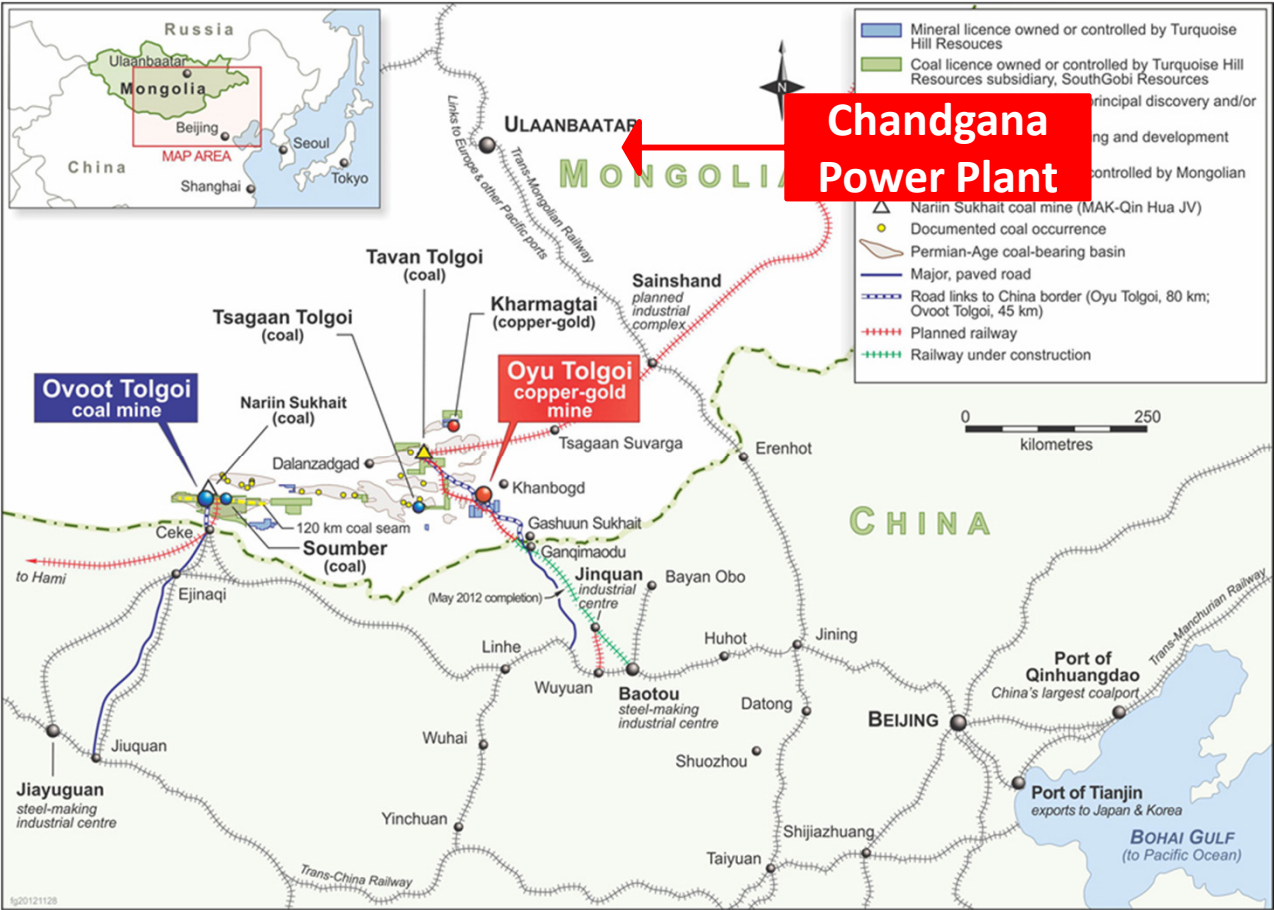 Russia
Ulaanbaatar
Mongolia
Beijing
MAP AREA
Seoul
China
Tokyo
Shanghai
Mineral licence owned or controlled by Turquoise
Hill Resouces
Coal licence owned or controlled by Turquoise Hill
Resources subsidiary, SouthGobi Resources
principal discovery and/or
ng and development
controlled by Mongolian
Nariin Sukhait coal mine (MAK-Qin Hua JV)
Documented coal occurrence
Permian-Age coal-bearing basin
Major, paved road
Road links to China border (Oyu Tolgoi, 80 km;
Ovoot Tolgoi, 45 km)
Planned railway
Railway under construction
Chandgana
Power Plant
N
ULAANBAATAR
MONGOLIA
Links to Europe & other Pacific ports
Trans-Mongolian Railway
Sainshand
planned
industrial
complex
Tavan Tolgoi
(coal)
Kharmagtai
(copper-gold)
Tsagaan Tolgoi
(coal)
Oyu Tolgoi
copper-gold
mine
Ovoot Tolgoi
coal mine
Nariin Sukhait
(coal)
0
250
kilometres
Tsagaan Suvarga
Erenhot
Dalanzadgad
Khanbogd
CHINA
120 km coal seam
Gashuun Sukhait
Ceke
Soumber
(coal)
Ganqimaodu
to Hami
Jinquan
industrial
centre
Bayan Obo
Ejinaqi
(May 2012 completion)
Linhe
Huhot
Jining
Trans-Manchurian Railway
Wuyuan
Baotou
steel-making
industrial centre
Port of
Qinhuangdao
China's largest coalport
Datong
BEIJING
Wuhai
Jiuquan
Shuozhou
Jiayuguan
steel-making
industrial centre
Port of Tianjin
exports to Japan & Korea
Yinchuan
Shijiazhuang
BOHAI GULF
(to Pacific Ocean)
Taiyuan
Trans-China Railway
fg20121128